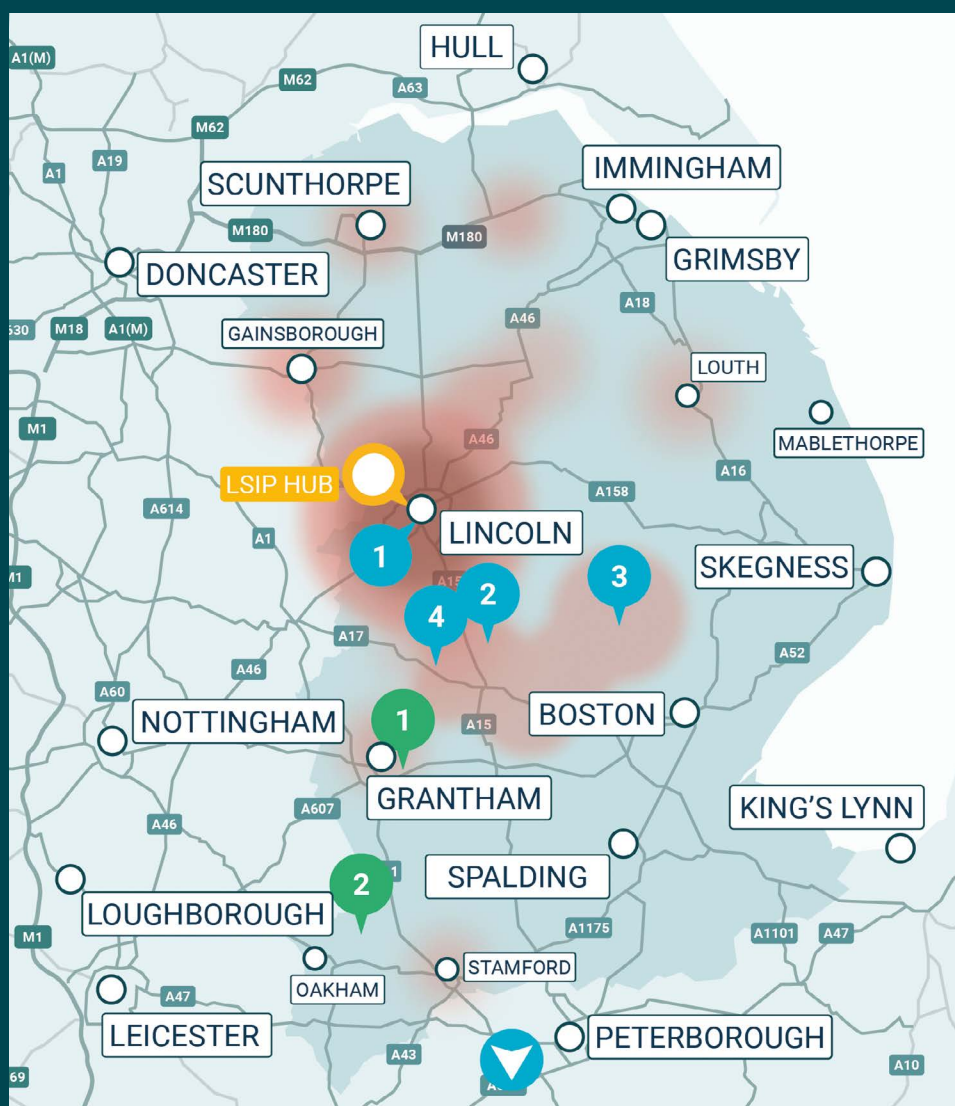 HULL
A1(M)
M62
A63
M62
A19
A1
SCUNTHORPE
IMMINGHAM
M180
M180
GRIMSBY
DONCASTER
A18
A46
M18
A1(M)
GAINSBOROUGH
LOUTH
MABLETHORPE
M1
A46
A16
LSIP HUB
A158
A614
LINCOLN
A1
1
SKEGNESS
M1
2
3
4
A17
A52
A46
A60
NOTTINGHAM
1
A15
BOSTON
GRANTHAM
KING'S LYNN
A607
A46
2
SPALDING
LOUGHBOROUGH
M1
A1175
A1101
A47
STAMFORD
OAKHAM
A47
LEICESTER
PETERBOROUGH
A43
A10